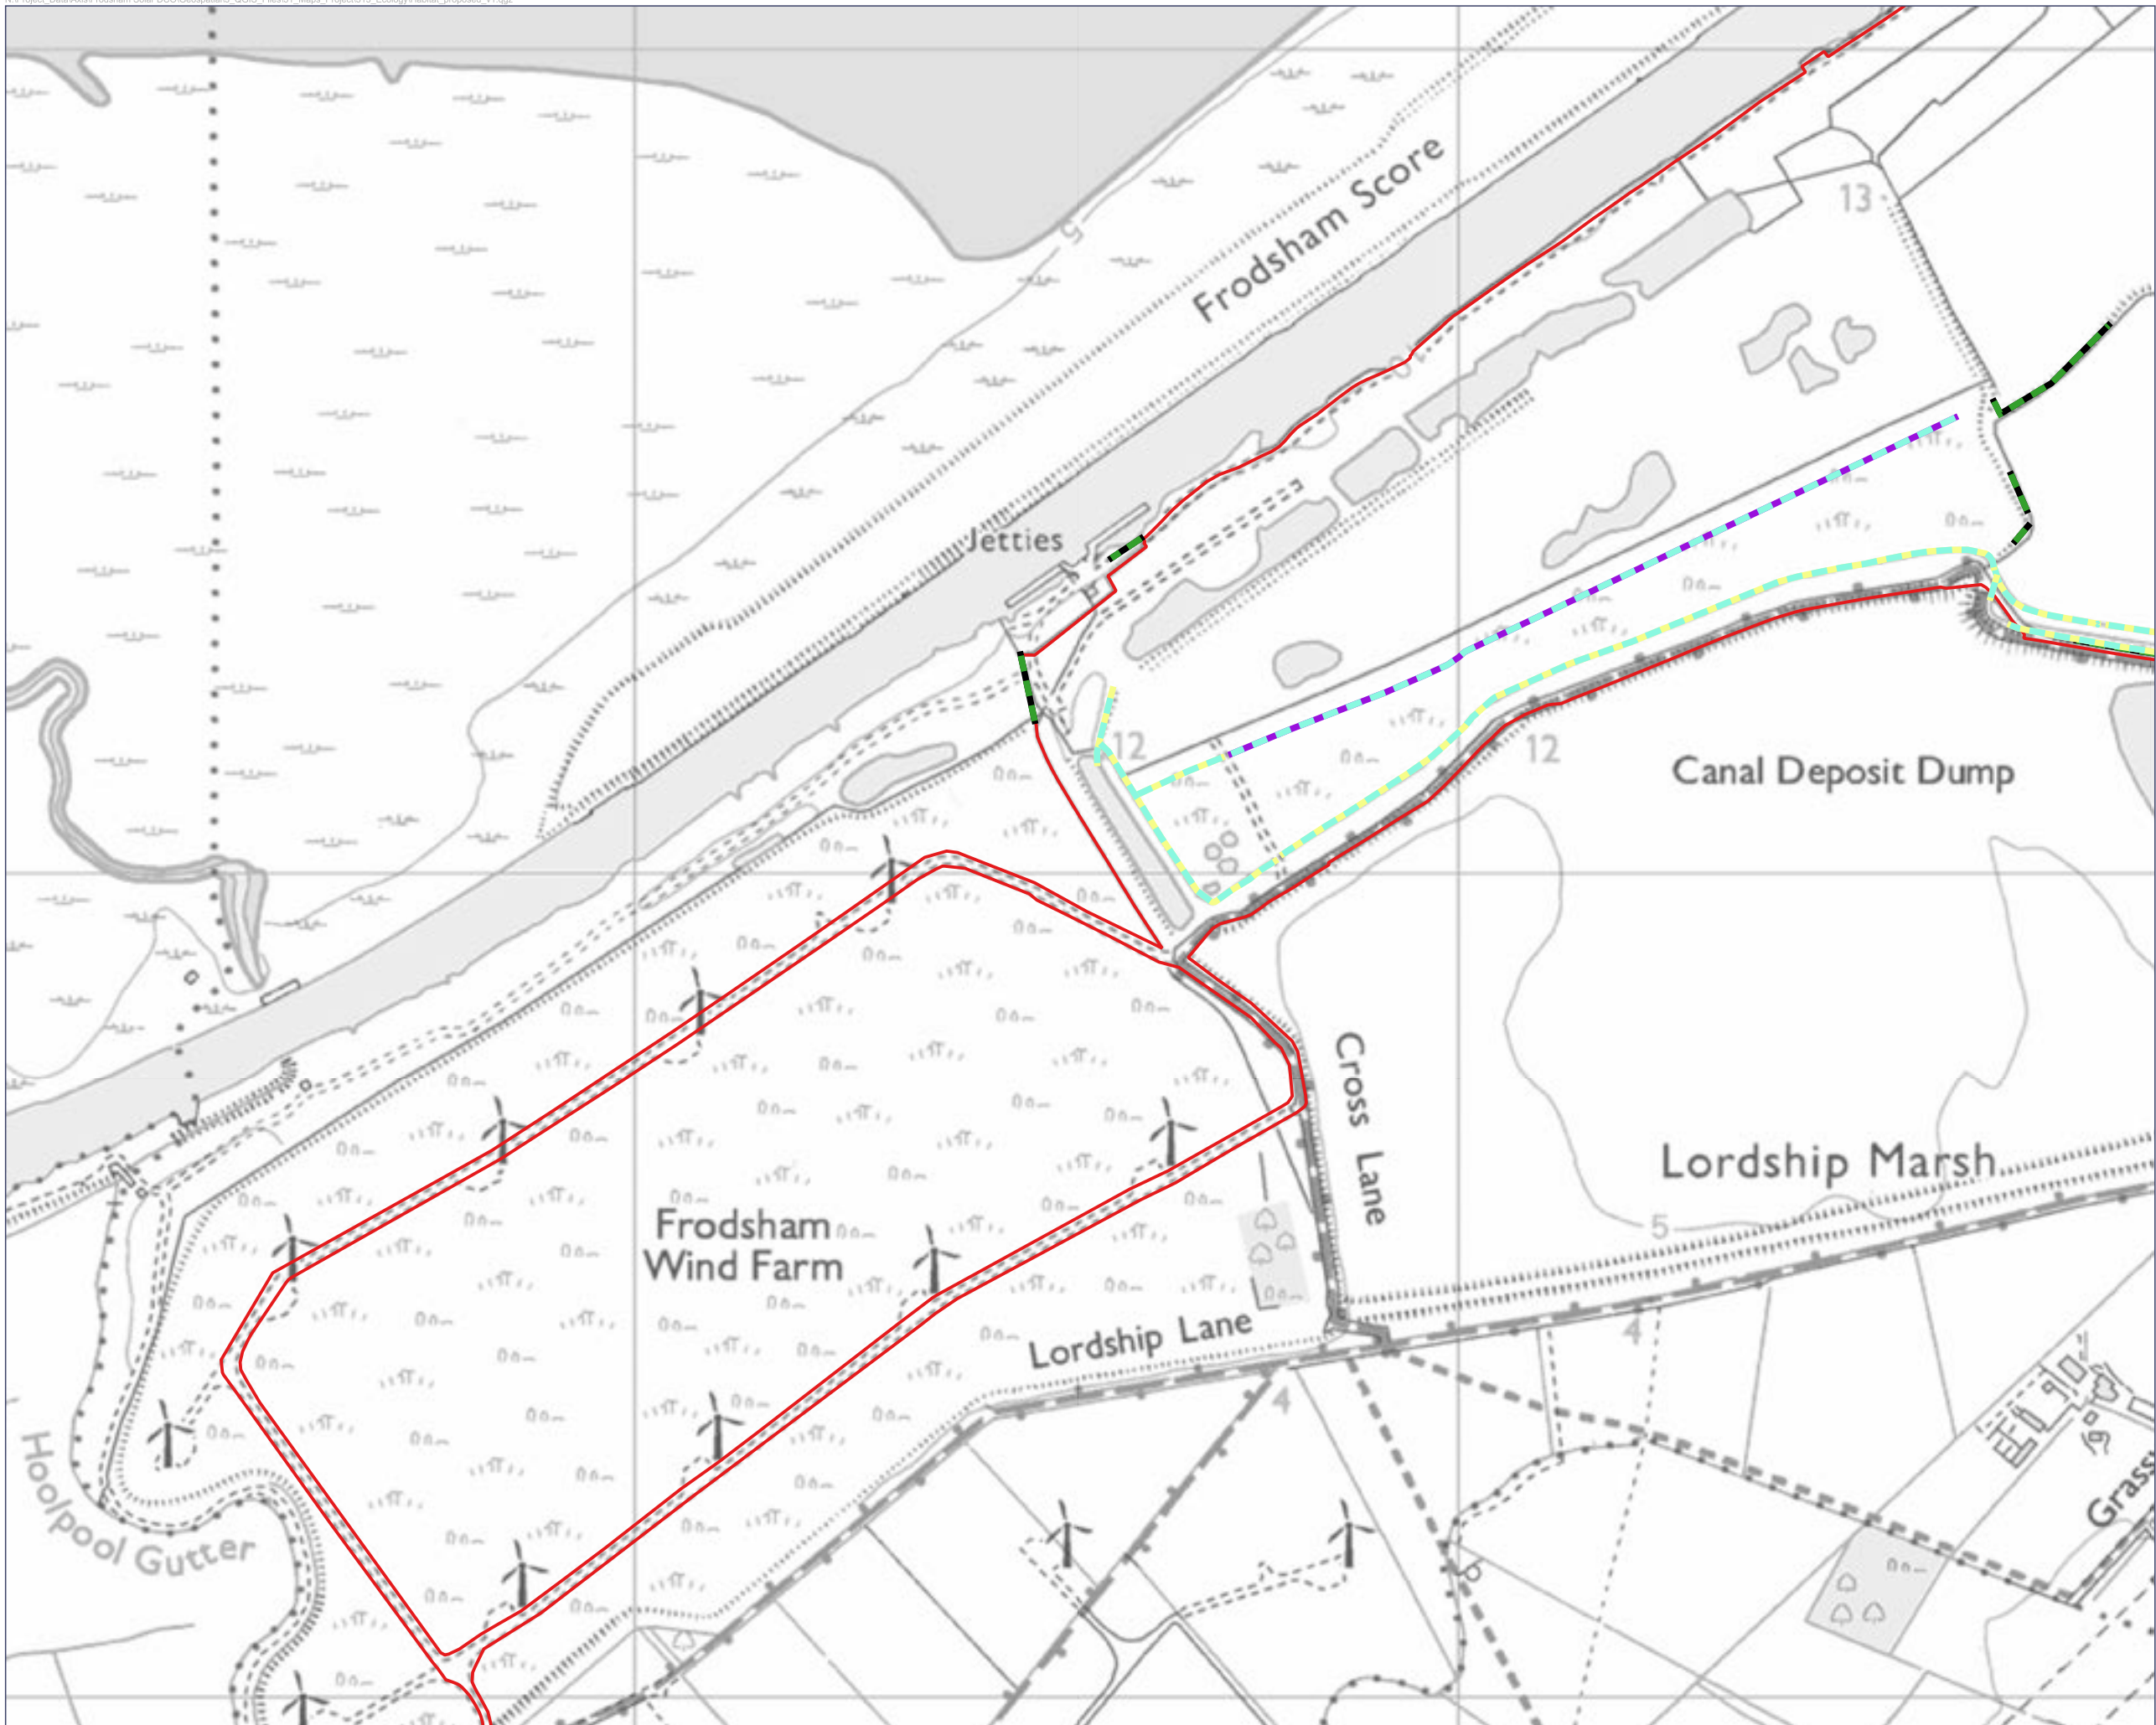 Frodsham Score
13
5
10
Jetties
12
12
Canal Deposit Dump
Cross Lane
Lordship Marsh
5
Frodsham
Wind Farm
Lordship Lane
4
4
Hoolpool Gutter